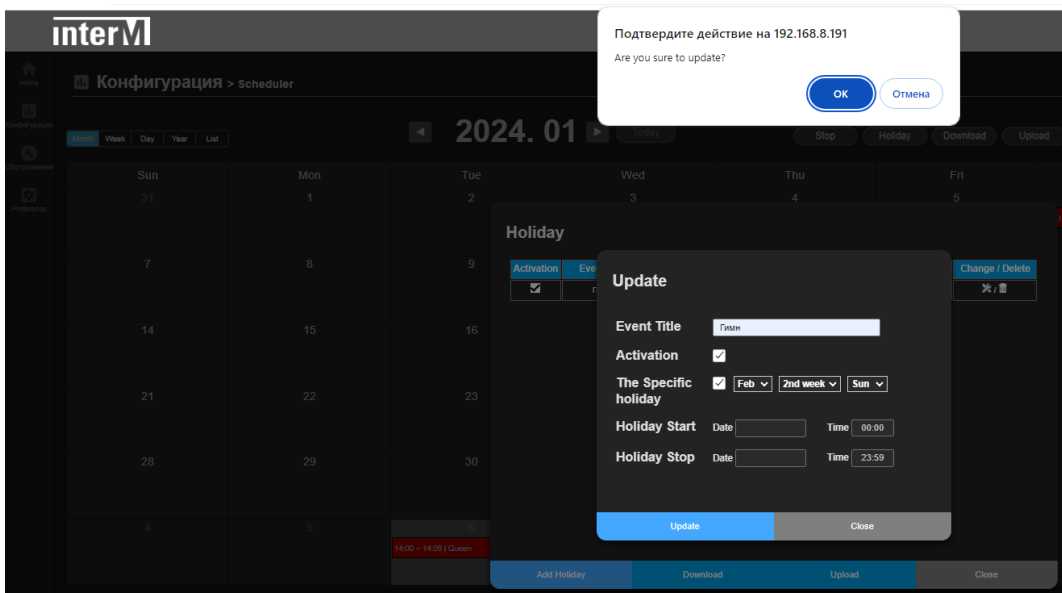 interM
Подтвердите действие на 192.168.8.191
Are you sure to update?
ОК
Отмена
Home
Конфигурация > Scheduler
Конфигурация
Month Week Day Year List
2024. 01
Today
Stop Holiday Download Upload
Обслуживание
Preference
Sun Mon Tue Wed Thu Fri
31 1 2 3 4 5
Holiday
7 8 9
Activation Eve Change / Delete
/
Update
14 15 16
Event Title Гимн
Activation
The Specific holiday Feb 2nd week Sun
21 22 23
Holiday Start Date Time 00:00
Holiday Stop Date Time 23:59
28 29 30
Update Close
4 5 6
14:00 ~ 14:05 | Queen
Add Holiday Download Upload Close